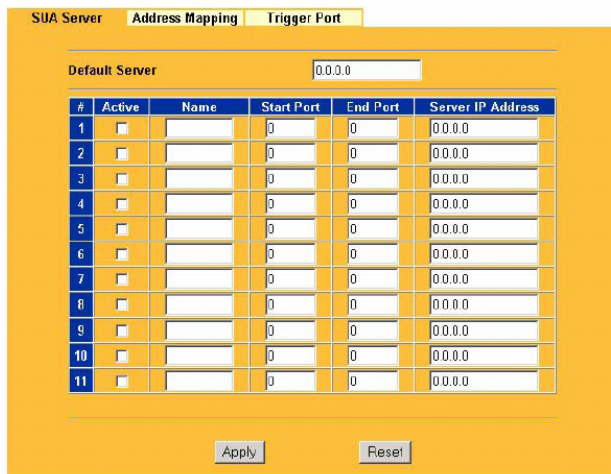 SUA Server Address Mapping Trigger Port
Default Server 0.0.0.0
# Active Name Start Port End Port Server IP Address
1 0 0 0.0.0.0
2 0 0 0.0.0.0
3 0 0 0.0.0.0
4 0 0 0.0.0.0
5 0 0 0.0.0.0
6 0 0 0.0.0.0
7 0 0 0.0.0.0
8 0 0 0.0.0.0
9 0 0 0.0.0.0
10 0 0 0.0.0.0
11 0 0 0.0.0.0
Apply Reset